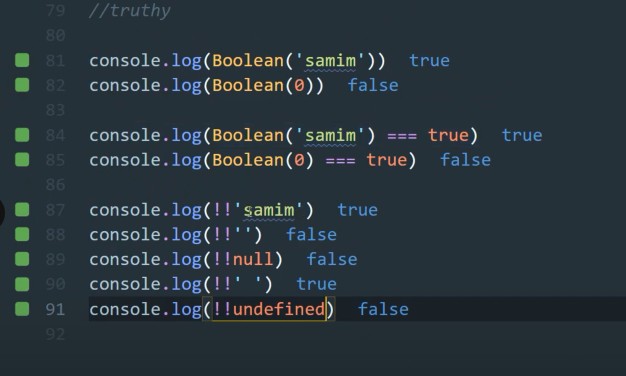 79 //truthy
80
81 console.log(Boolean('samim')) true
82 console.log(Boolean(0)) false
83
84 console.log(Boolean('samim') === true) true
85 console.log(Boolean(0) === true) false
86
87 console.log(!!'samim') true
88 console.log(!!'') false
89 console.log(!!null) false
90 console.log(!!' ') true
91 console.log(!!undefined) false
92